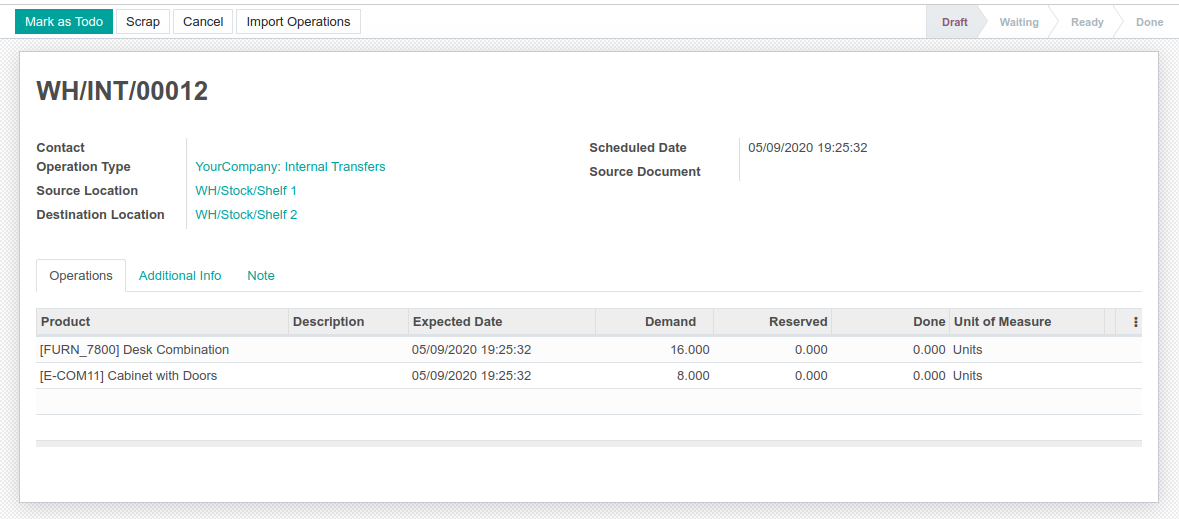 Mark as Todo Scrap Cancel Import Operations Draft Waiting Ready Done
WH/INT/00012
Contact
Operation Type YourCompany: Internal Transfers
Source Location WH/Stock/Shelf 1
Destination Location WH/Stock/Shelf 2
Scheduled Date 05/09/2020 19:25:32
Source Document
Operations Additional Info Note
Product Description Expected Date Demand Reserved Done Unit of Measure
[FURN_7800] Desk Combination 05/09/2020 19:25:32 16.000 0.000 0.000 Units
[E-COM11] Cabinet with Doors 05/09/2020 19:25:32 8.000 0.000 0.000 Units